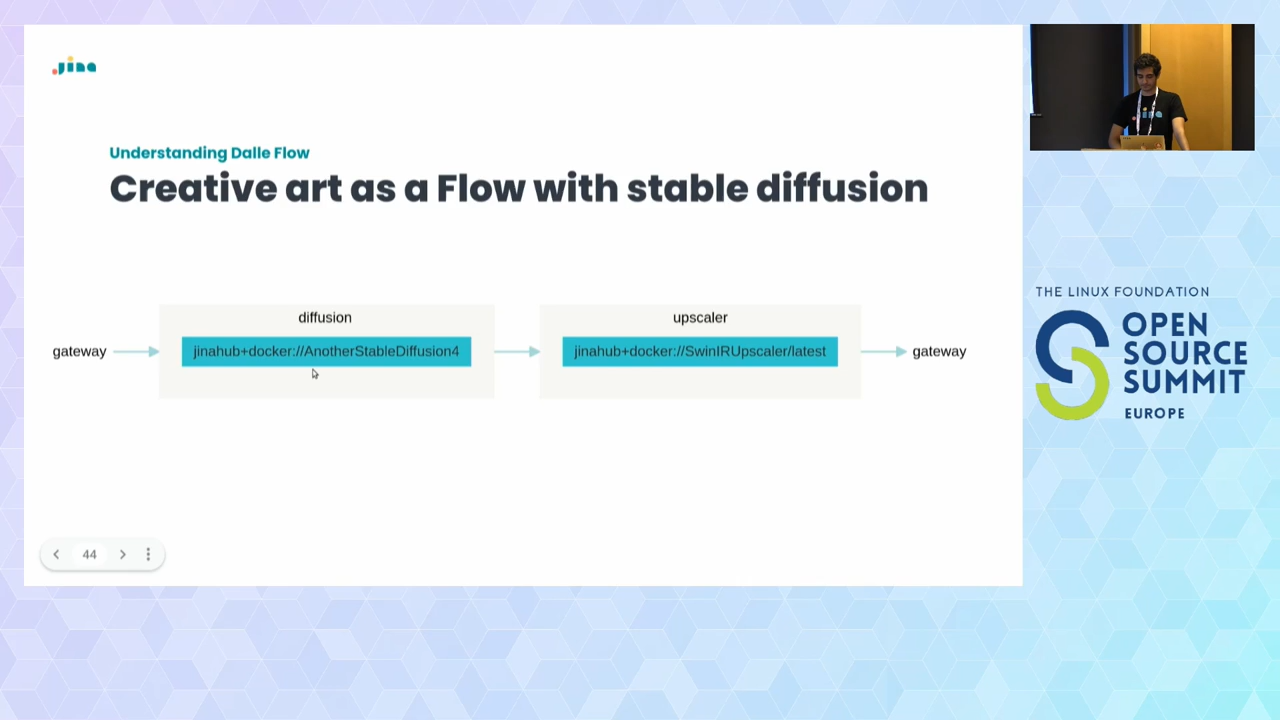 Jina
Understanding Dalle Flow
Creative art as a Flow with stable diffusion
diffusion
upscaler
gateway
jinahub+docker://AnotherStableDiffusion4
jinahub+docker://SwinIRUpscaler/latest
gateway
44
Jina
THE LINUX FOUNDATION
OPEN
SOURCE
SUMMIT
EUROPE